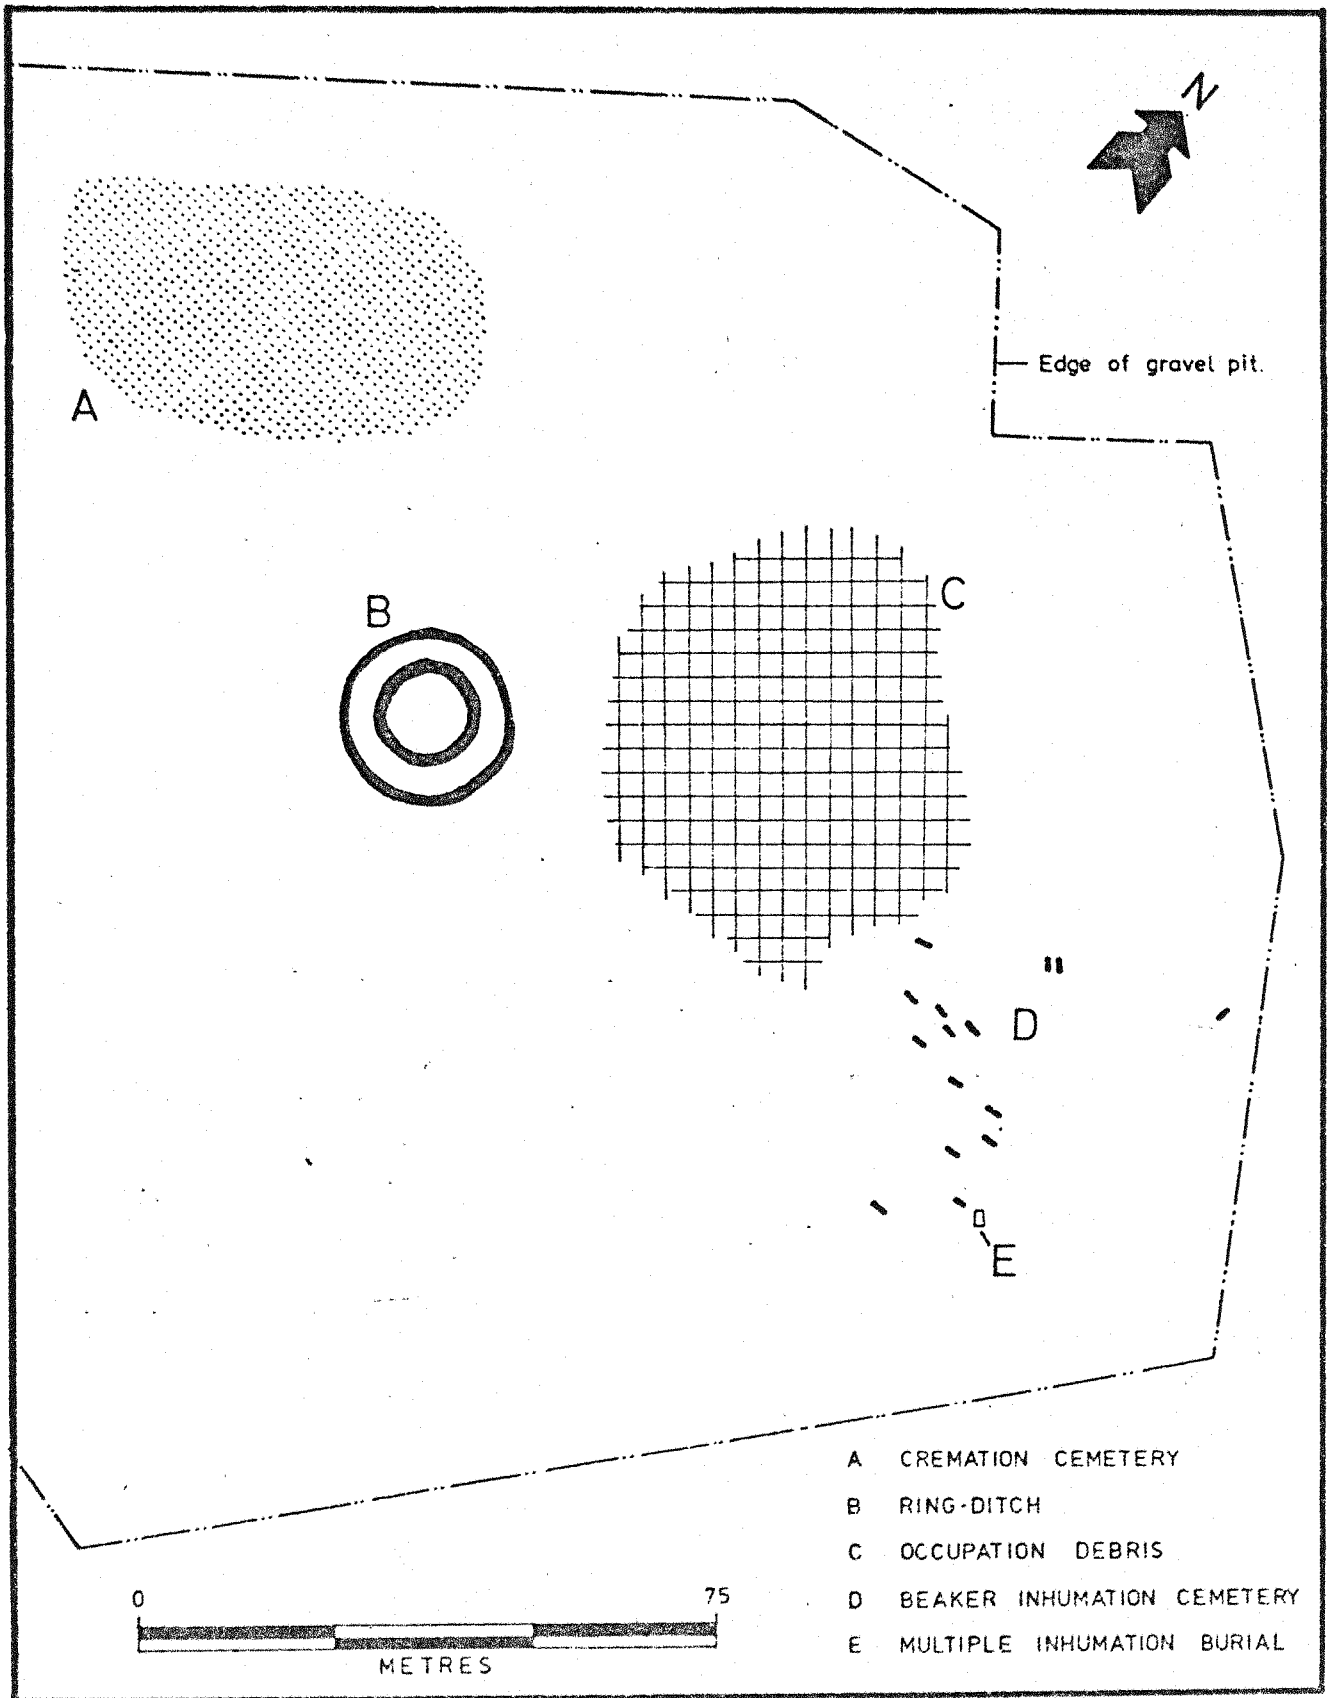 N
Edge of gravel pit.
A
B
C
D
E
A CREMATION CEMETERY
B RING-DITCH
C OCCUPATION DEBRIS
D BEAKER INHUMATION CEMETERY
E MULTIPLE INHUMATION BURIAL
0 75
METRES